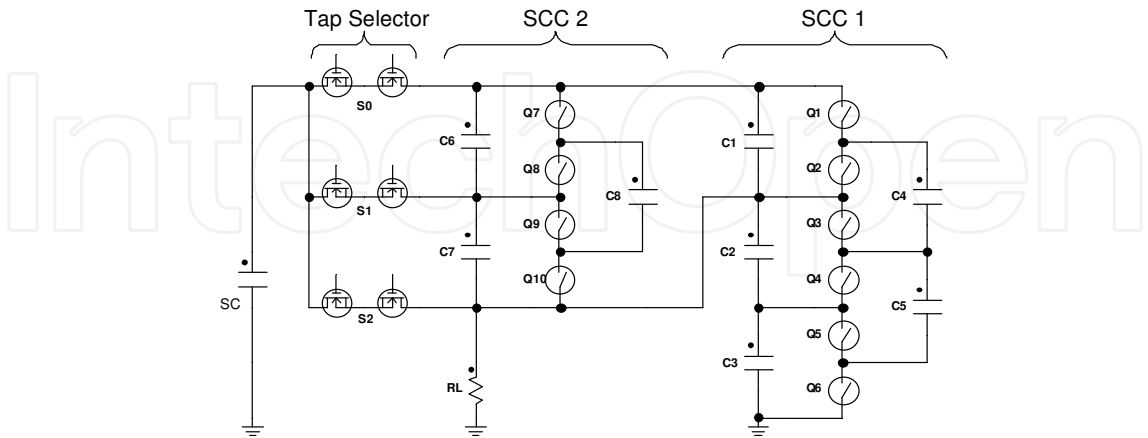 Tap Selector
SCC 2
SCC 1
IntechOpen
S0
Q7
Q1
C6
C1
Q8
Q2
S1
C8
C4
Q9
Q3
C7
C2
SC
Q10
Q4
S2
C5
Q5
C3
RL
Q6